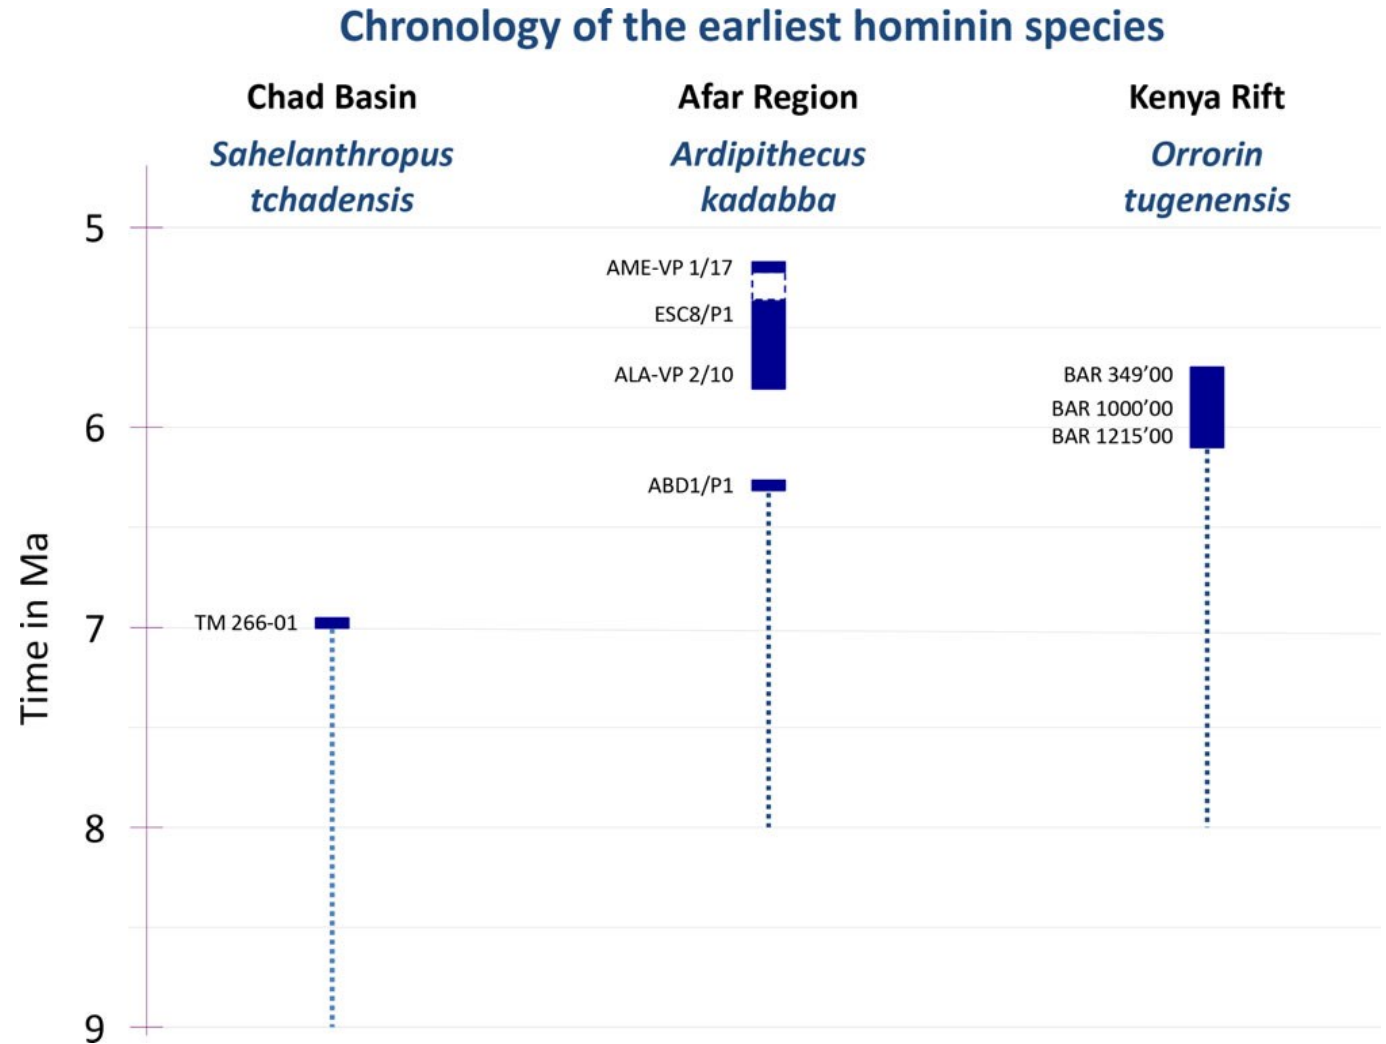 Chronology of the earliest hominin species
Chad Basin
Afar Region
Kenya Rift
Sahelanthropus
tchadensis
Ardipithecus
kadabba
Orrorin
tugenensis
Time in Ma
5
6
7
8
9
TM 266-01
AME-VP 1/17
ESC8/P1
ALA-VP 2/10
ABD1/P1
BAR 349’00
BAR 1000’00
BAR 1215’00